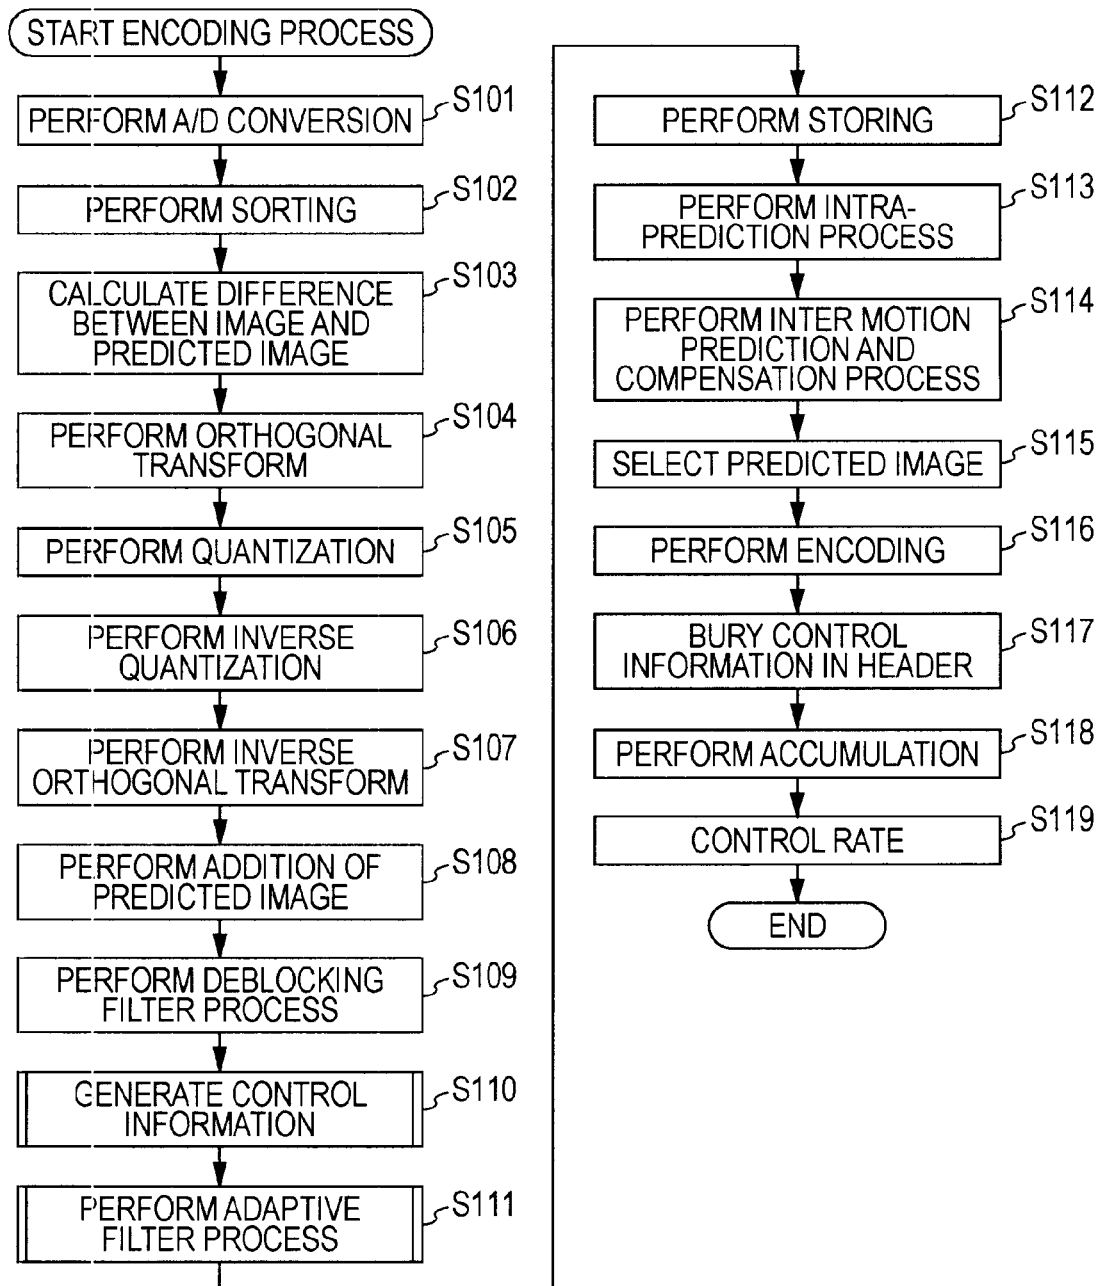 START ENCODING PROCESS
S101
PERFORM A/D CONVERSION
S102
PERFORM SORTING
S103
CALCULATE DIFFERENCE
BETWEEN IMAGE AND
PREDICTED IMAGE
S104
PERFORM ORTHOGONAL
TRANSFORM
S105
PERFORM QUANTIZATION
S106
PERFORM INVERSE
QUANTIZATION
S107
PERFORM INVERSE
ORTHOGONAL TRANSFORM
S108
PERFORM ADDITION OF
PREDICTED IMAGE
S109
PERFORM DEBLOCKING
FILTER PROCESS
S110
GENERATE CONTROL
INFORMATION
S111
PERFORM ADAPTIVE
FILTER PROCESS
S112
PERFORM STORING
S113
PERFORM INTRA-
PREDICTION PROCESS
S114
PERFORM INTER MOTION
PREDICTION AND
COMPENSATION PROCESS
S115
SELECT PREDICTED IMAGE
S116
PERFORM ENCODING
S117
BURY CONTROL
INFORMATION IN HEADER
S118
PERFORM ACCUMULATION
S119
CONTROL RATE
END